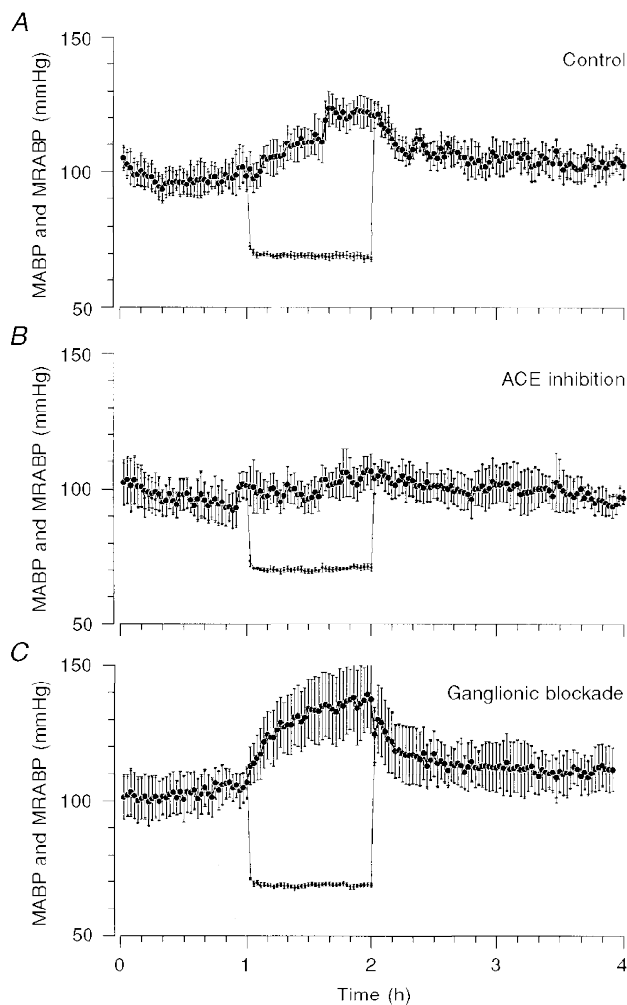 A
150
Control
MABP and MRABP (mmHg)
100
50
B
150
ACE inhibition
MABP and MRABP (mmHg)
100
50
C
150
Ganglionic blockade
MABP and MRABP (mmHg)
100
50
0 1 2 3 4
Time (h)